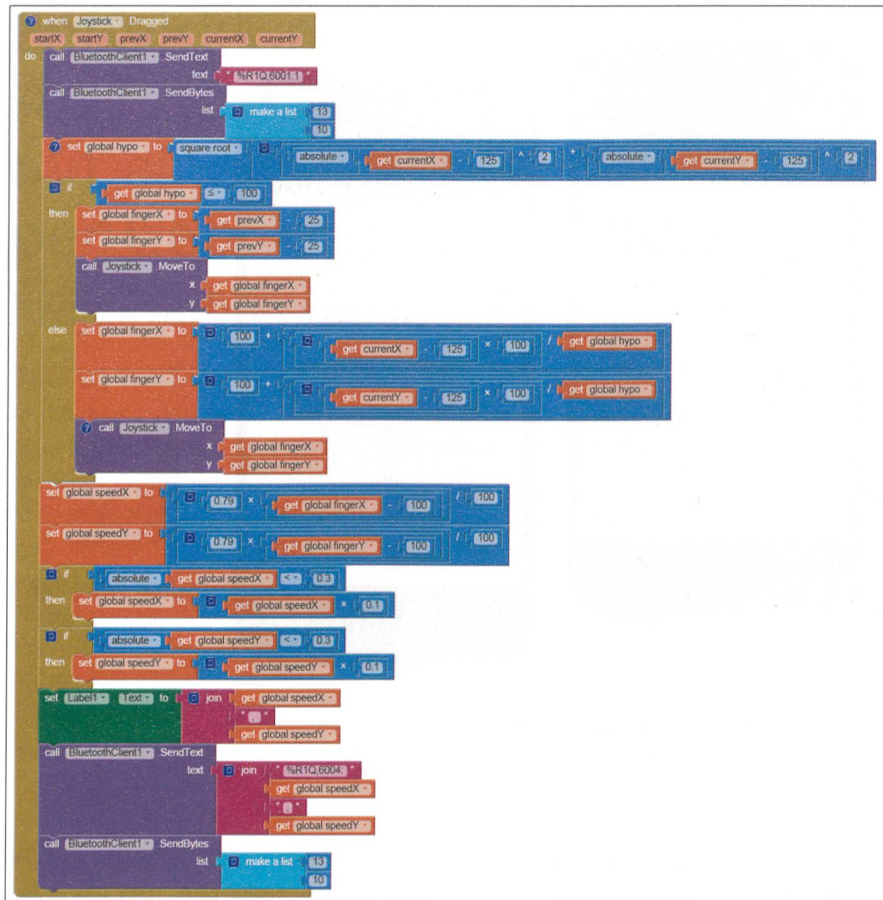 when Joystick .Dragged
startX startY prevX prevY currentX currentY
do call BluetoothClient1 .SendText
text "%R1Q,6001:1"
call BluetoothClient1 .SendBytes
list make a list 13
10
set global hypo to square root absolute get currentX - 125 ^ 2 + absolute get currentY - 125 ^ 2
if get global hypo ≤ 100
then set global fingerX to get prevX - 25
set global fingerY to get prevY - 25
call Joystick .MoveTo
x get global fingerX
y get global fingerY
else set global fingerX to 100 + get currentX - 125 × 100 / get global hypo
set global fingerY to 100 + get currentY - 125 × 100 / get global hypo
call Joystick .MoveTo
x get global fingerX
y get global fingerY
set global speedX to 0.79 × get global fingerX - 100 / 100
set global speedY to 0.79 × get global fingerY - 100 / 100
if absolute get global speedX < 0.3
then set global speedX to get global speedX × 0.1
if absolute get global speedY < 0.3
then set global speedY to get global speedY × 0.1
set Label1 . Text to join get global speedX
" , "
get global speedY
call BluetoothClient1 .SendText
text join "%R1Q,6004:"
get global speedX
" , "
get global speedY
call BluetoothClient1 .SendBytes
list make a list 13
10